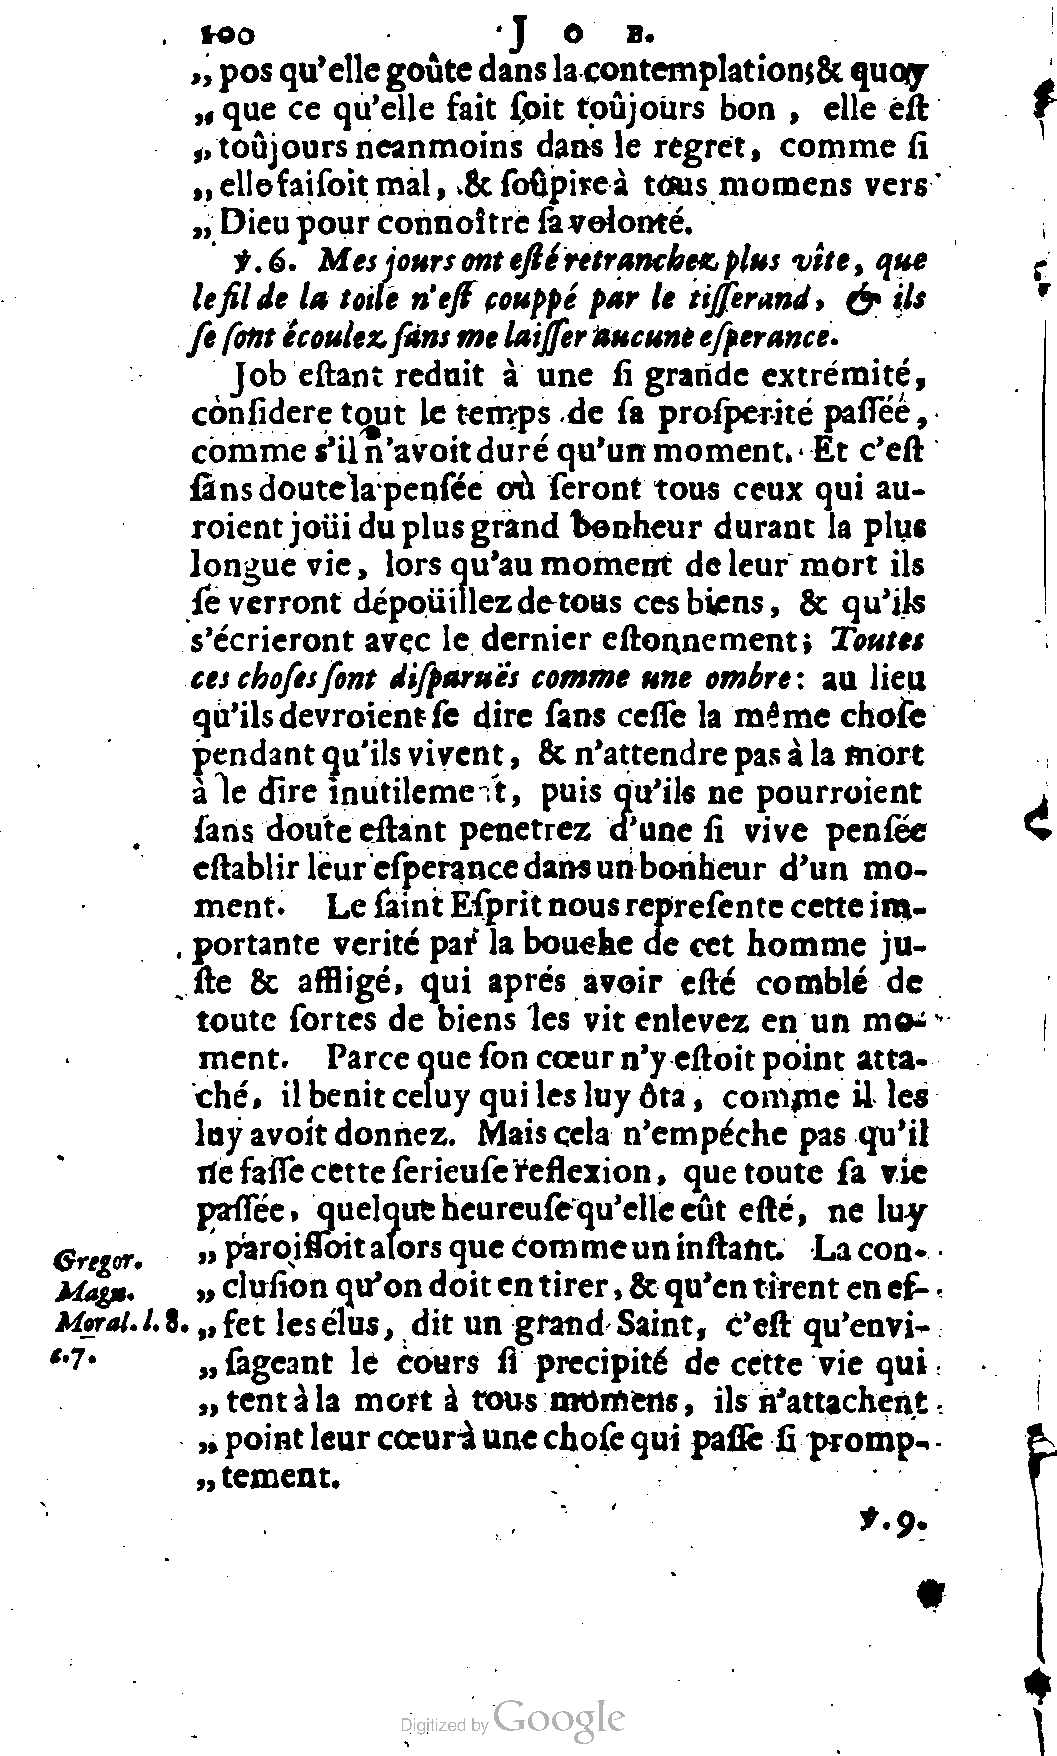 100 J O B.
„ pos qu'elle goûte dans la contemplation; & quoy
„ que ce qu'elle fait ſoit toûjours bon , elle eſt
„ toûjours neanmoins dans le regret, comme ſi
„ elle faiſoit mal, & ſoûpire à tous momens vers
„ Dieu pour connoître ſa volonté.
℣. 6. Mes jours ont eſté retranchez plus vîte, que
le fil de la toile n'eſt couppé par le tiſſerand, & ils
ſe ſont écoulez ſans me laiſſer aucune eſperance.
Job eſtant reduit à une ſi grande extrémité,
conſidere tout le temps de ſa proſperité paſſée,
comme s'il n'avoit duré qu'un moment. Et c'eſt
ſans doute la penſée où ſeront tous ceux qui au-
roient joüi du plus grand bonheur durant la plus
longue vie, lors qu'au moment de leur mort ils
ſe verront dépoüillez de tous ces biens, & qu'ils
s'écrieront avec le dernier eſtonnement; Toutes
ces choſes ſont diſparuës comme une ombre: au lieu
qu'ils devroient ſe dire ſans ceſſe la même choſe
pendant qu'ils vivent, & n'attendre pas à la mort
à le dire inutilement, puis qu'ils ne pourroient
ſans doute eſtant penetrez d'une ſi vive penſée
eſtablir leur eſperance dans un bonheur d'un mo-
ment. Le ſaint Eſprit nous repreſente cette im-
portante verité par la bouche de cet homme ju-
ſte & affligé, qui aprés avoir eſté comblé de
toute ſortes de biens les vit enlevez en un mo-
ment. Parce que ſon cœur n'y eſtoit point atta-
ché, il benit celuy qui les luy ôta, comme il les
luy avoit donnez. Mais cela n'empéche pas qu'il
ne faſſe cette ſerieuſe reflexion, que toute ſa vie
paſſée, quelque heureuſe qu'elle eût eſté, ne luy
„ paroiſſoit alors que comme un inſtant. La con-
Gregor.
„ cluſion qu'on doit en tirer, & qu'en tirent en ef-
Magn.
„ fet les élus, dit un grand Saint, c'eſt qu'envi-
Moral. l. 8.
„ ſageant le cours ſi precipité de cette vie qui
c. 7.
„ tent à la mort à tous momens, ils n'attachent
„ point leur cœur à une choſe qui paſſe ſi promp-
„ tement.
℣. 9.
Digitized by Google